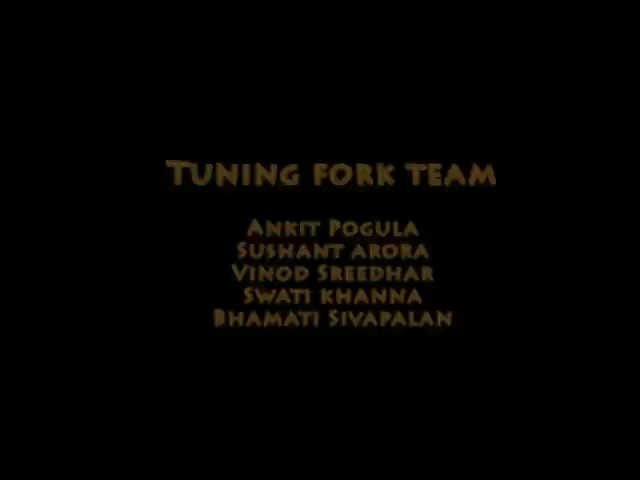 TUNING FORK TEAM
ANKIT POGULA
SUSHANT ARORA
VINOD SREEDHAR
SWATI KHANNA
BHAMATI SIVAPALAN